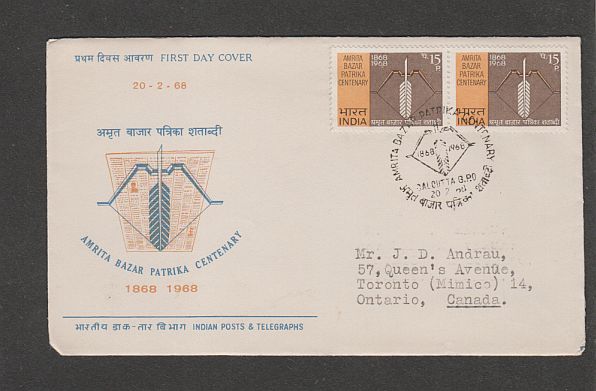 प्रथम दिवस आवरण FIRST DAY COVER
20-2-68
अमृत बाजार पत्रिका शताब्दी
AMRITA BAZAR PATRIKA CENTENARY
1868 1968
भारतीय डाक-तार विभाग INDIAN POSTS & TELEGRAPHS
AMRITA
BAZAR
PATRIKA
CENTENARY
1868
1968
प. 15
P.
भारत
INDIA
अमृत बाज़ार पत्रिका शताब्दी
AMRITA
BAZAR
PATRIKA
CENTENARY
1868
1968
प. 15
P.
भारत
INDIA
अमृत बाज़ार पत्रिका शताब्दी
AMRITA BAZAR PATRIKA CENTENARY
1868 1968
CALCUTTA G.P.O
20 2 68
अमृत बाजार पत्रिका शताब्दी
Mr. J. D. Andrau,
57, Queen's Avenue,
Toronto (Mimico) 14,
Ontario, Canada.